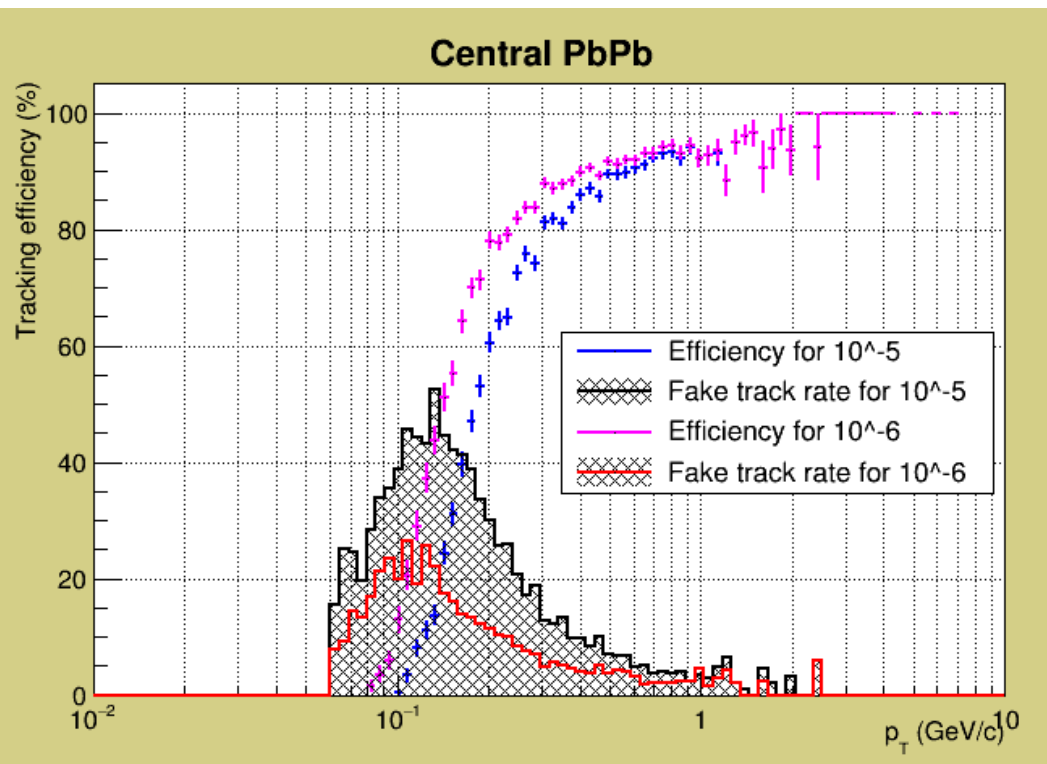 Central PbPb
Tracking efficiency (%)
100
80
60
40
20
0
Efficiency for 10^-5
Fake track rate for 10^-5
Efficiency for 10^-6
Fake track rate for 10^-6
10⁻² 10⁻¹ 1 10
p_T (GeV/c)